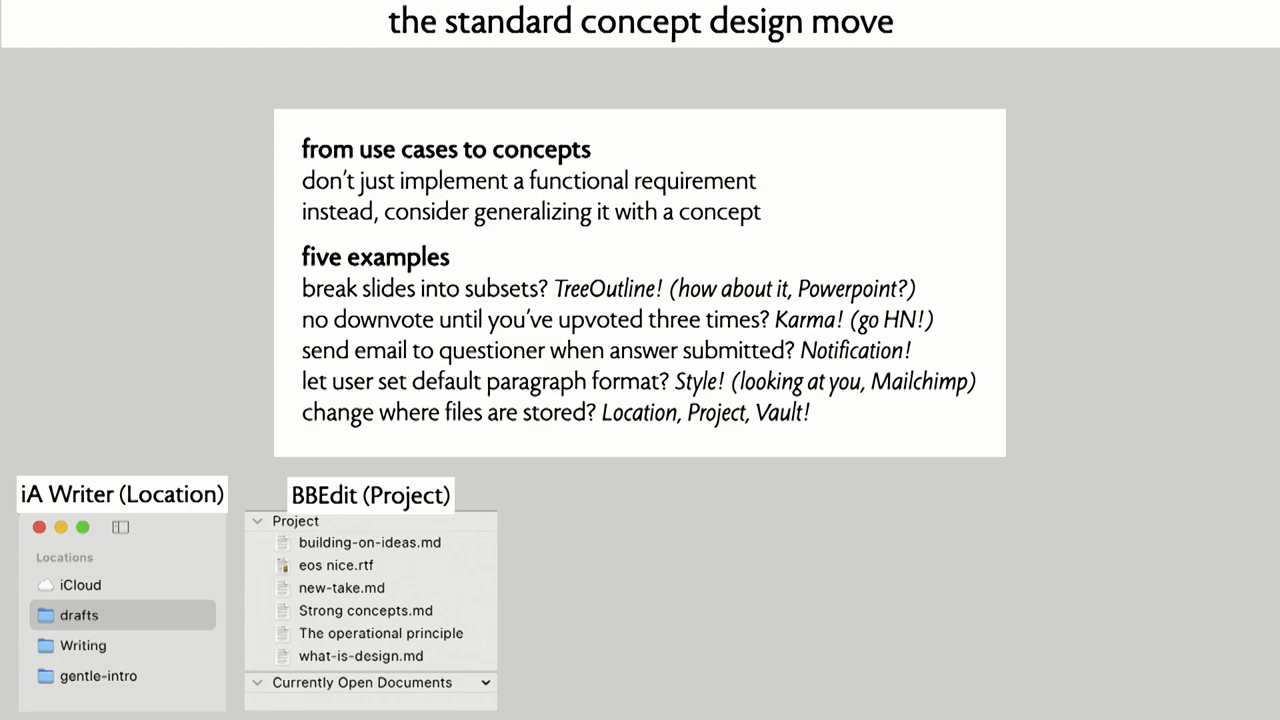 the standard concept design move
from use cases to concepts
don't just implement a functional requirement
instead, consider generalizing it with a concept
five examples
break slides into subsets? TreeOutline! (how about it, Powerpoint?)
no downvote until you've upvoted three times? Karma! (go HN!)
send email to questioner when answer submitted? Notification!
let user set default paragraph format? Style! (looking at you, Mailchimp)
change where files are stored? Location, Project, Vault!
iA Writer (Location)
Locations
iCloud
drafts
Writing
gentle-intro
BBEdit (Project)
Project
building-on-ideas.md
eos nice.rtf
new-take.md
Strong concepts.md
The operational principle
what-is-design.md
Currently Open Documents